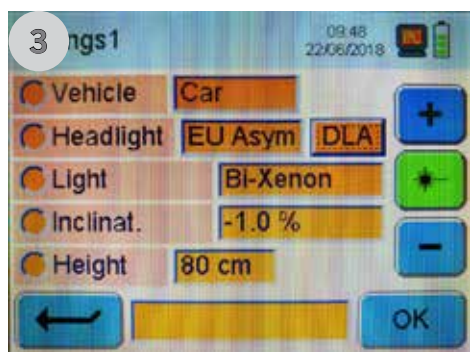 3
ngs1
09:48
22/06/2018
Vehicle Car
Headlight EU Asym DLA
Light Bi-Xenon
Inclinat. -1.0 %
Height 80 cm
+
-
OK